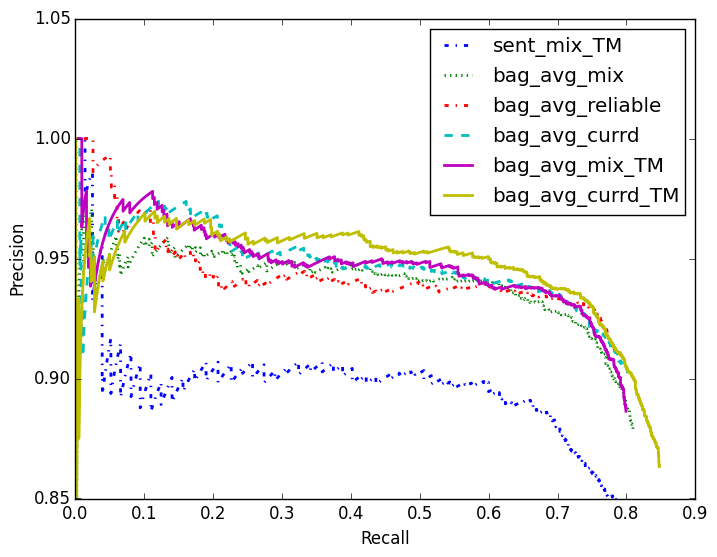 1.05
1.00
0.95
0.90
0.85
Precision
sent_mix_TM
bag_avg_mix
bag_avg_reliable
bag_avg_currd
bag_avg_mix_TM
bag_avg_currd_TM
0.0 0.1 0.2 0.3 0.4 0.5 0.6 0.7 0.8 0.9
Recall